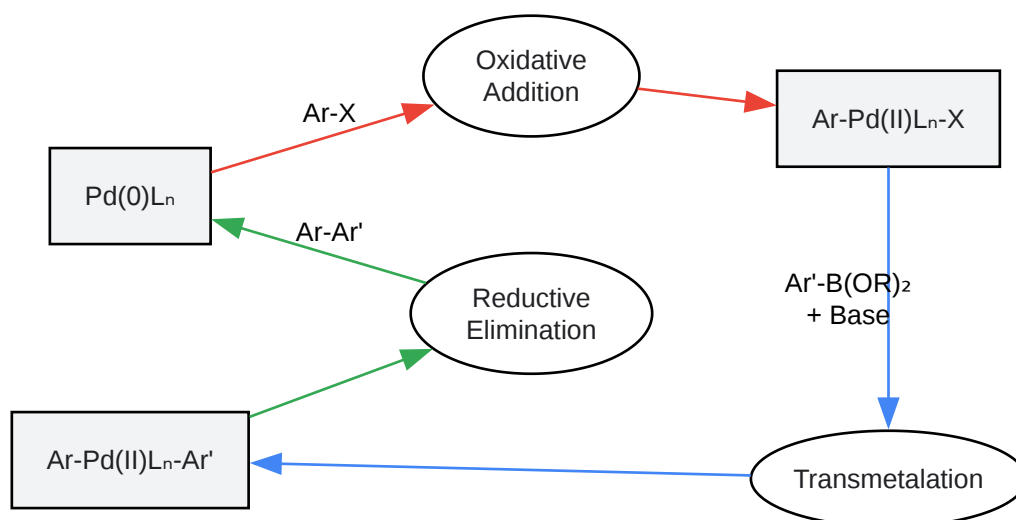 Oxidative
Addition
Ar-X
Ar-Pd(II)Lₙ-X
Pd(0)Lₙ
Ar-Ar'
Reductive
Elimination
Ar'-B(OR)₂
+ Base
Ar-Pd(II)Lₙ-Ar'
Transmetalation